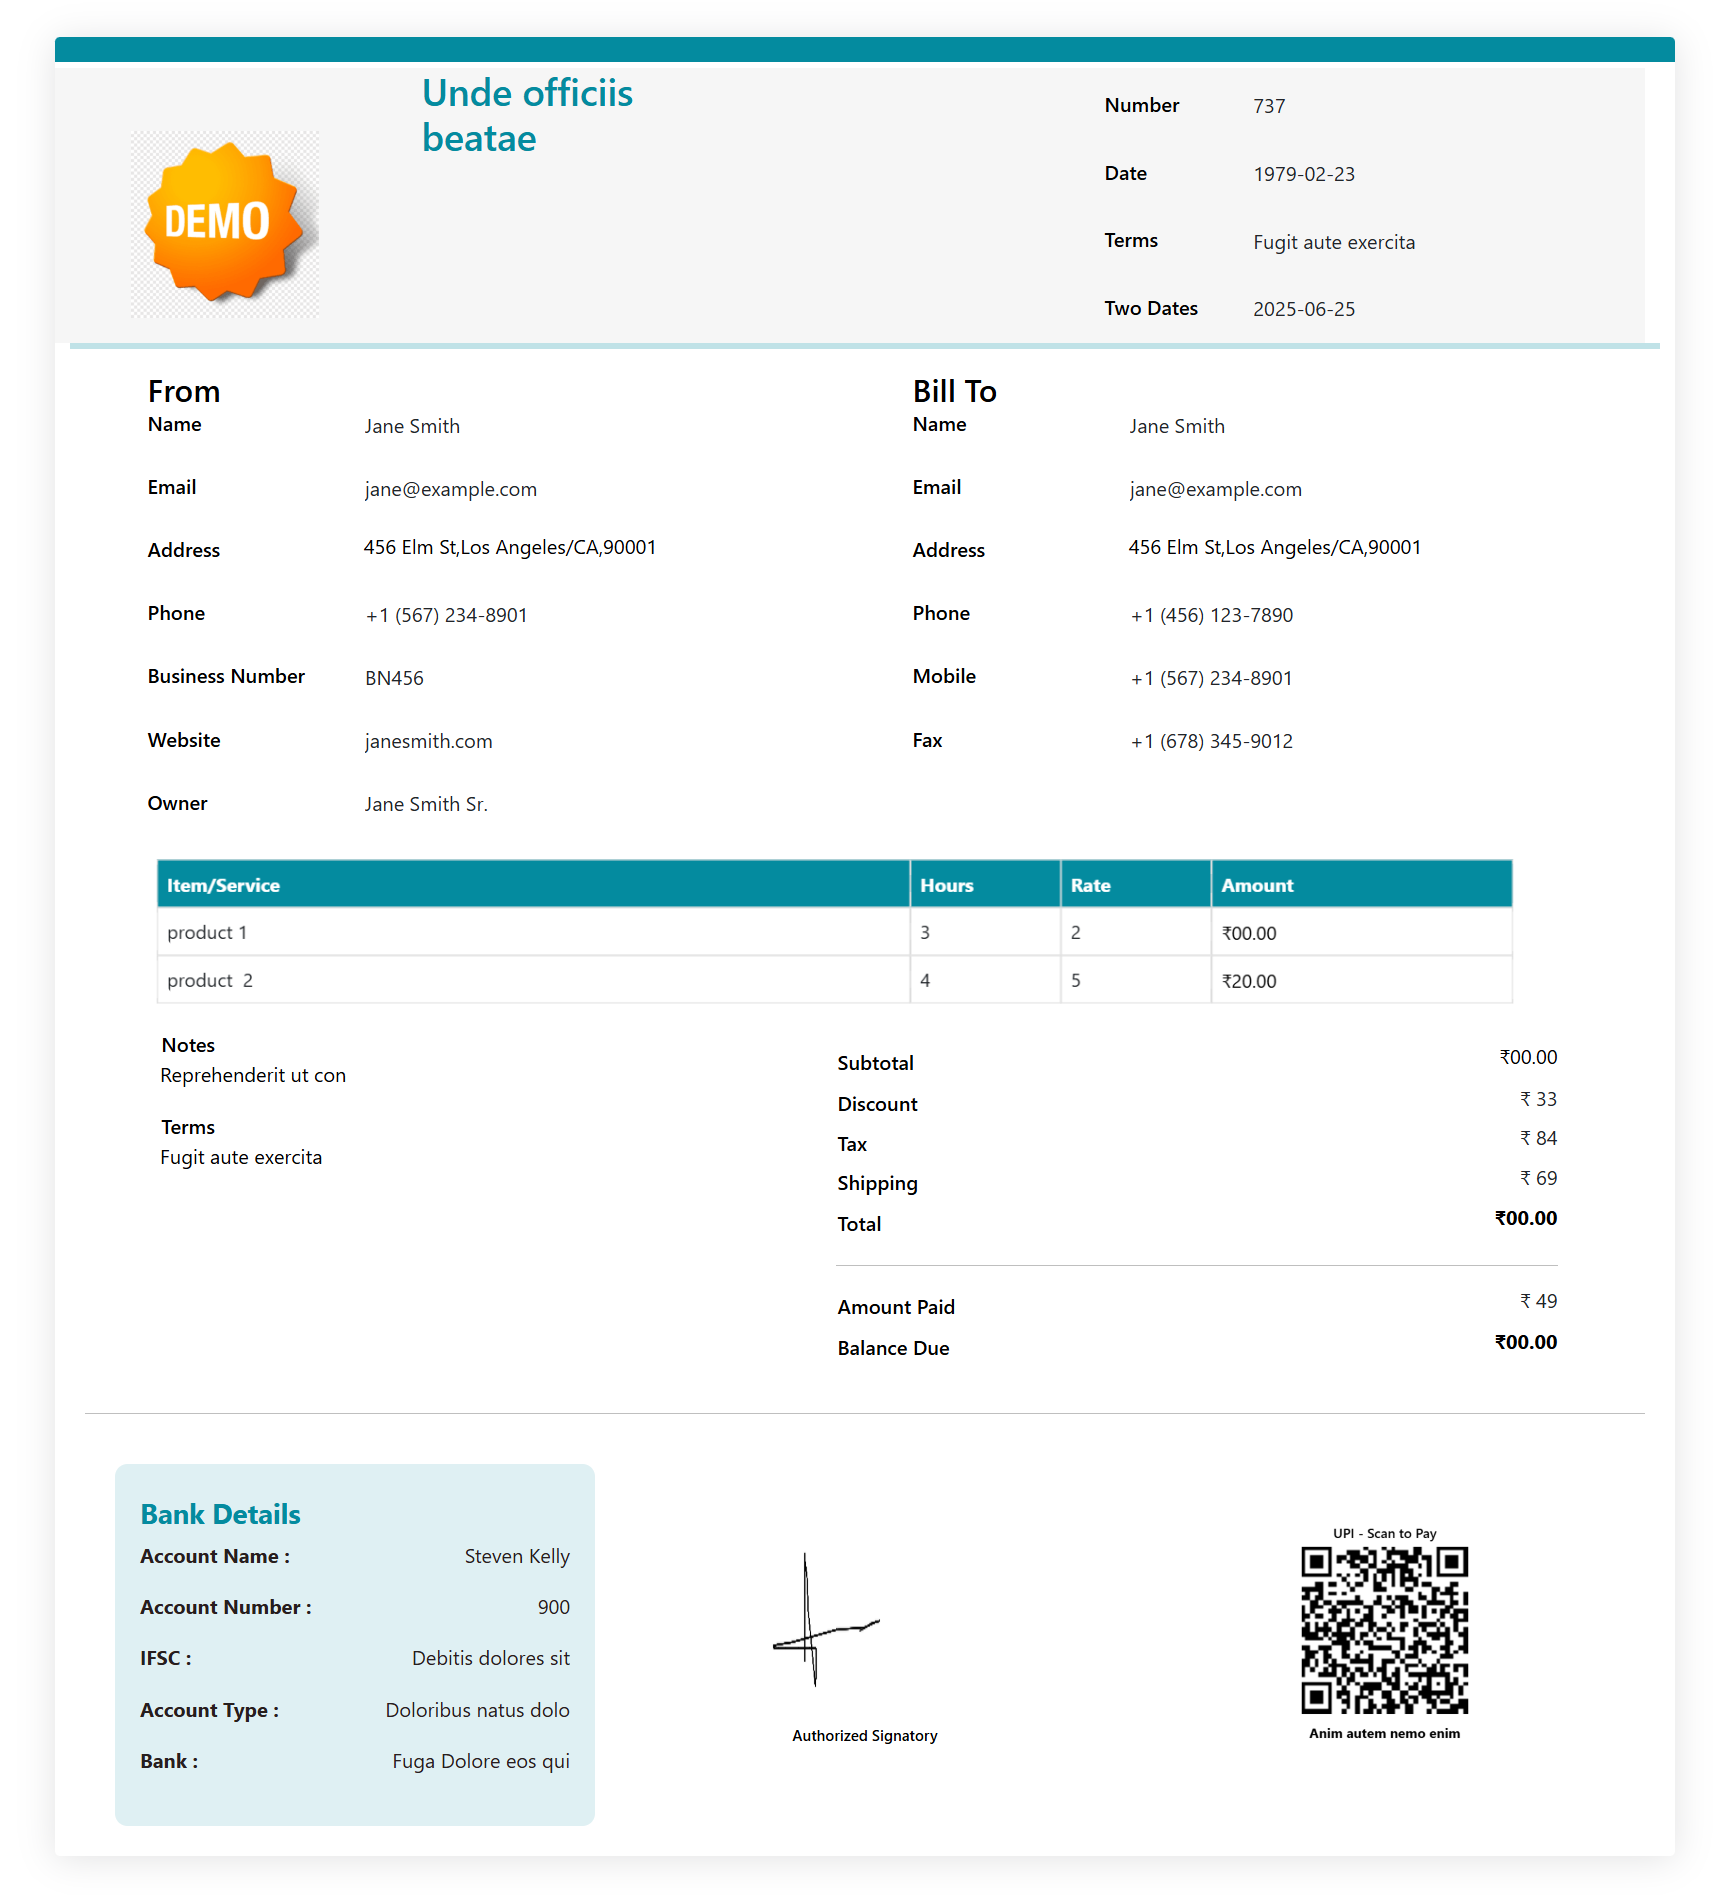 Unde officiis
beatae
DEMO
Number 737
Date 1979-02-23
Terms Fugit aute exercita
Two Dates 2025-06-25
From
Name Jane Smith
Email jane@example.com
Address 456 Elm St,Los Angeles/CA,90001
Phone +1 (567) 234-8901
Business Number BN456
Website janesmith.com
Owner Jane Smith Sr.
Bill To
Name Jane Smith
Email jane@example.com
Address 456 Elm St,Los Angeles/CA,90001
Phone +1 (456) 123-7890
Mobile +1 (567) 234-8901
Fax +1 (678) 345-9012
Item/Service Hours Rate Amount
product 1 3 2 ₹00.00
product 2 4 5 ₹20.00
Notes
Reprehenderit ut con
Terms
Fugit aute exercita
Subtotal ₹00.00
Discount ₹ 33
Tax ₹ 84
Shipping ₹ 69
Total ₹00.00
Amount Paid ₹ 49
Balance Due ₹00.00
Bank Details
Account Name : Steven Kelly
Account Number : 900
IFSC : Debitis dolores sit
Account Type : Doloribus natus dolo
Bank : Fuga Dolore eos qui
Authorized Signatory
UPI - Scan to Pay
Anim autem nemo enim